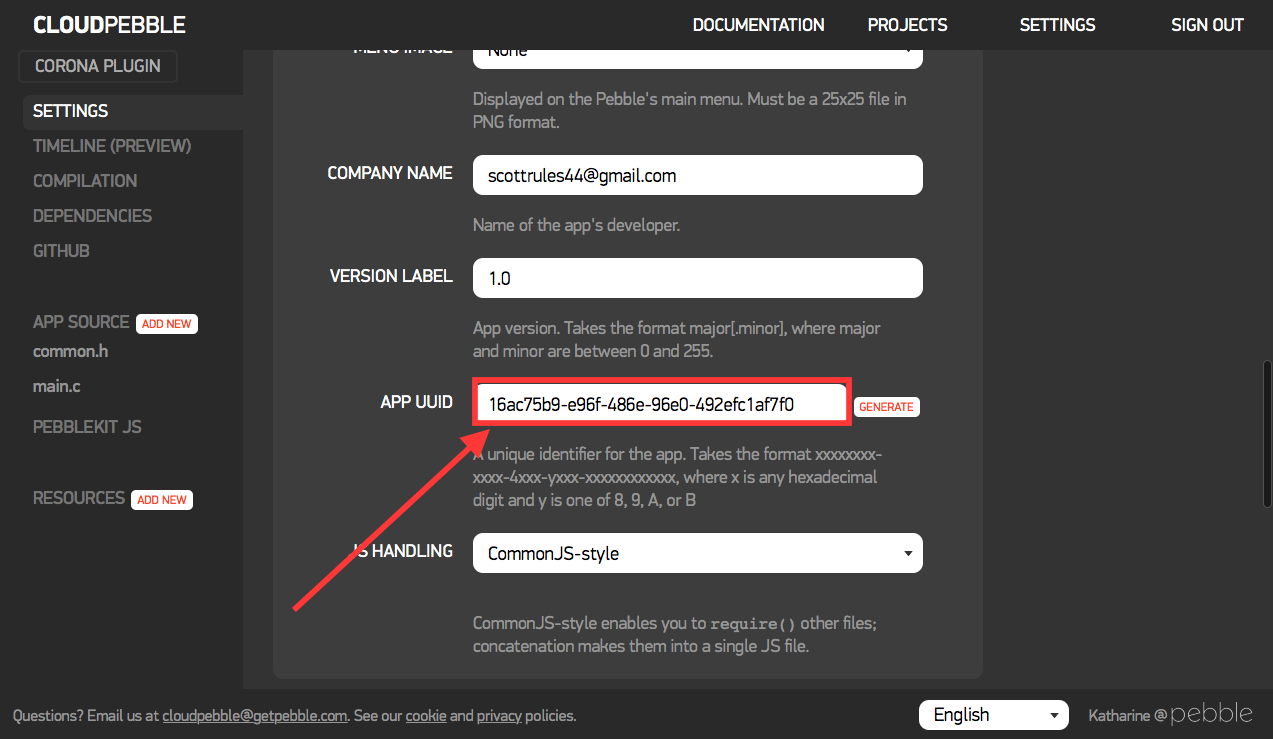 CLOUDPEBBLE
DOCUMENTATION PROJECTS SETTINGS SIGN OUT
CORONA PLUGIN
SETTINGS
TIMELINE (PREVIEW)
COMPILATION
DEPENDENCIES
GITHUB
APP SOURCE ADD NEW
common.h
main.c
PEBBLEKIT JS
RESOURCES ADD NEW
MENU IMAGE None
Displayed on the Pebble's main menu. Must be a 25x25 file in
PNG format.
COMPANY NAME scottrules44@gmail.com
Name of the app's developer.
VERSION LABEL 1.0
App version. Takes the format major[.minor], where major
and minor are between 0 and 255.
APP UUID 16ac75b9-e96f-486e-96e0-492efc1af7f0 GENERATE
A unique identifier for the app. Takes the format xxxxxxxx-
xxxx-4xxx-yxxx-xxxxxxxxxxxx, where x is any hexadecimal
digit and y is one of 8, 9, A, or B
JS HANDLING CommonJS-style
CommonJS-style enables you to require() other files;
concatenation makes them into a single JS file.
Questions? Email us at cloudpebble@getpebble.com. See our cookie and privacy policies.
English
Katharine @ pebble